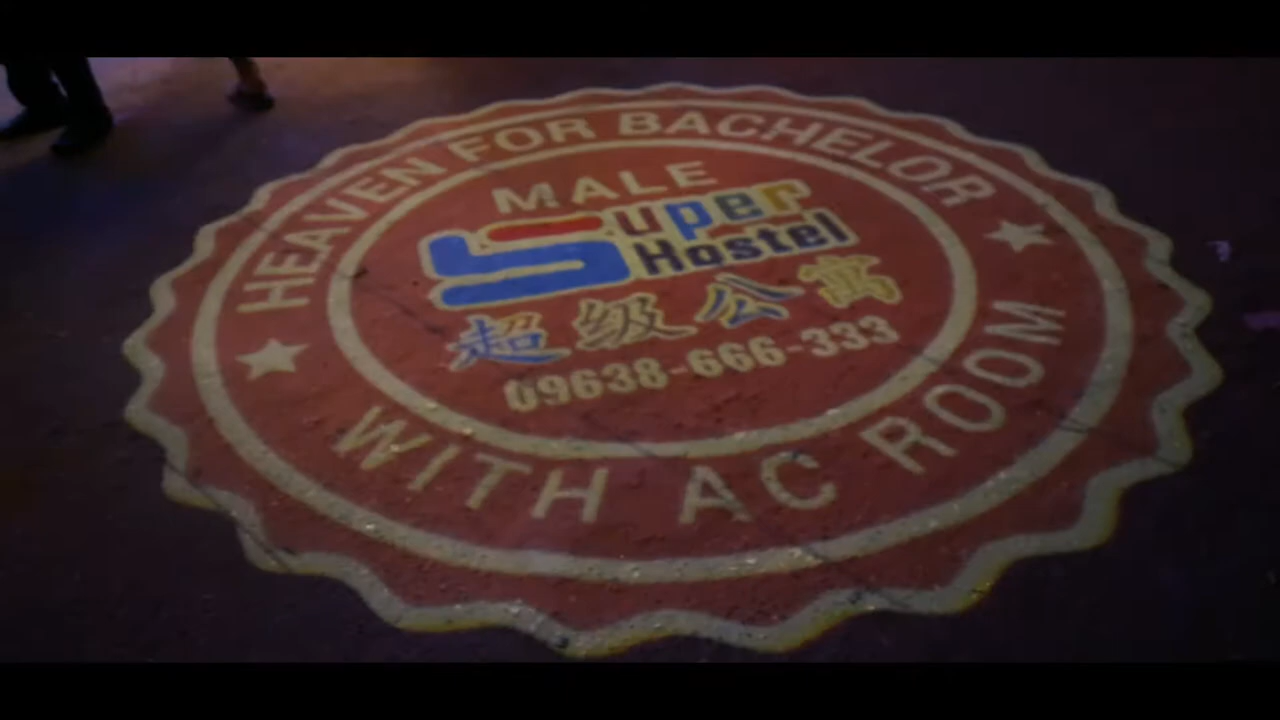 HEAVEN FOR BACHELOR
MALE
Super
Hostel
超级公寓
09638-666-333
WITH AC ROOM